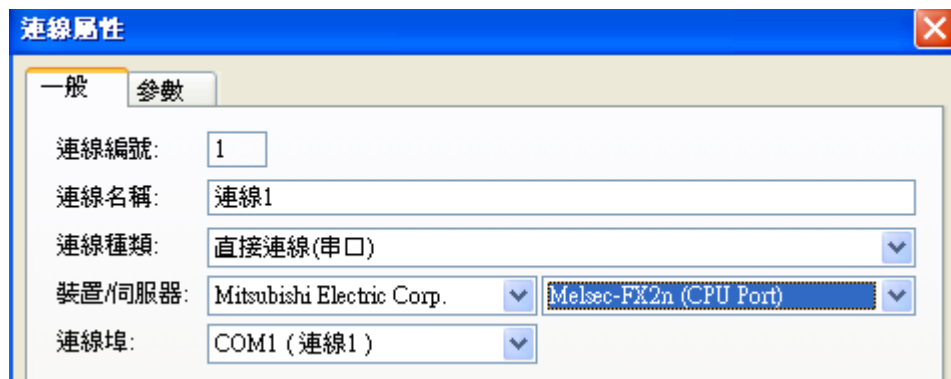 連線屬性
一般 參數
連線編號: 1
連線名稱: 連線1
連線種類: 直接連線(串口)
裝置/伺服器: Mitsubishi Electric Corp. Melsec-FX2n (CPU Port)
連線埠: COM1 ( 連線1 )